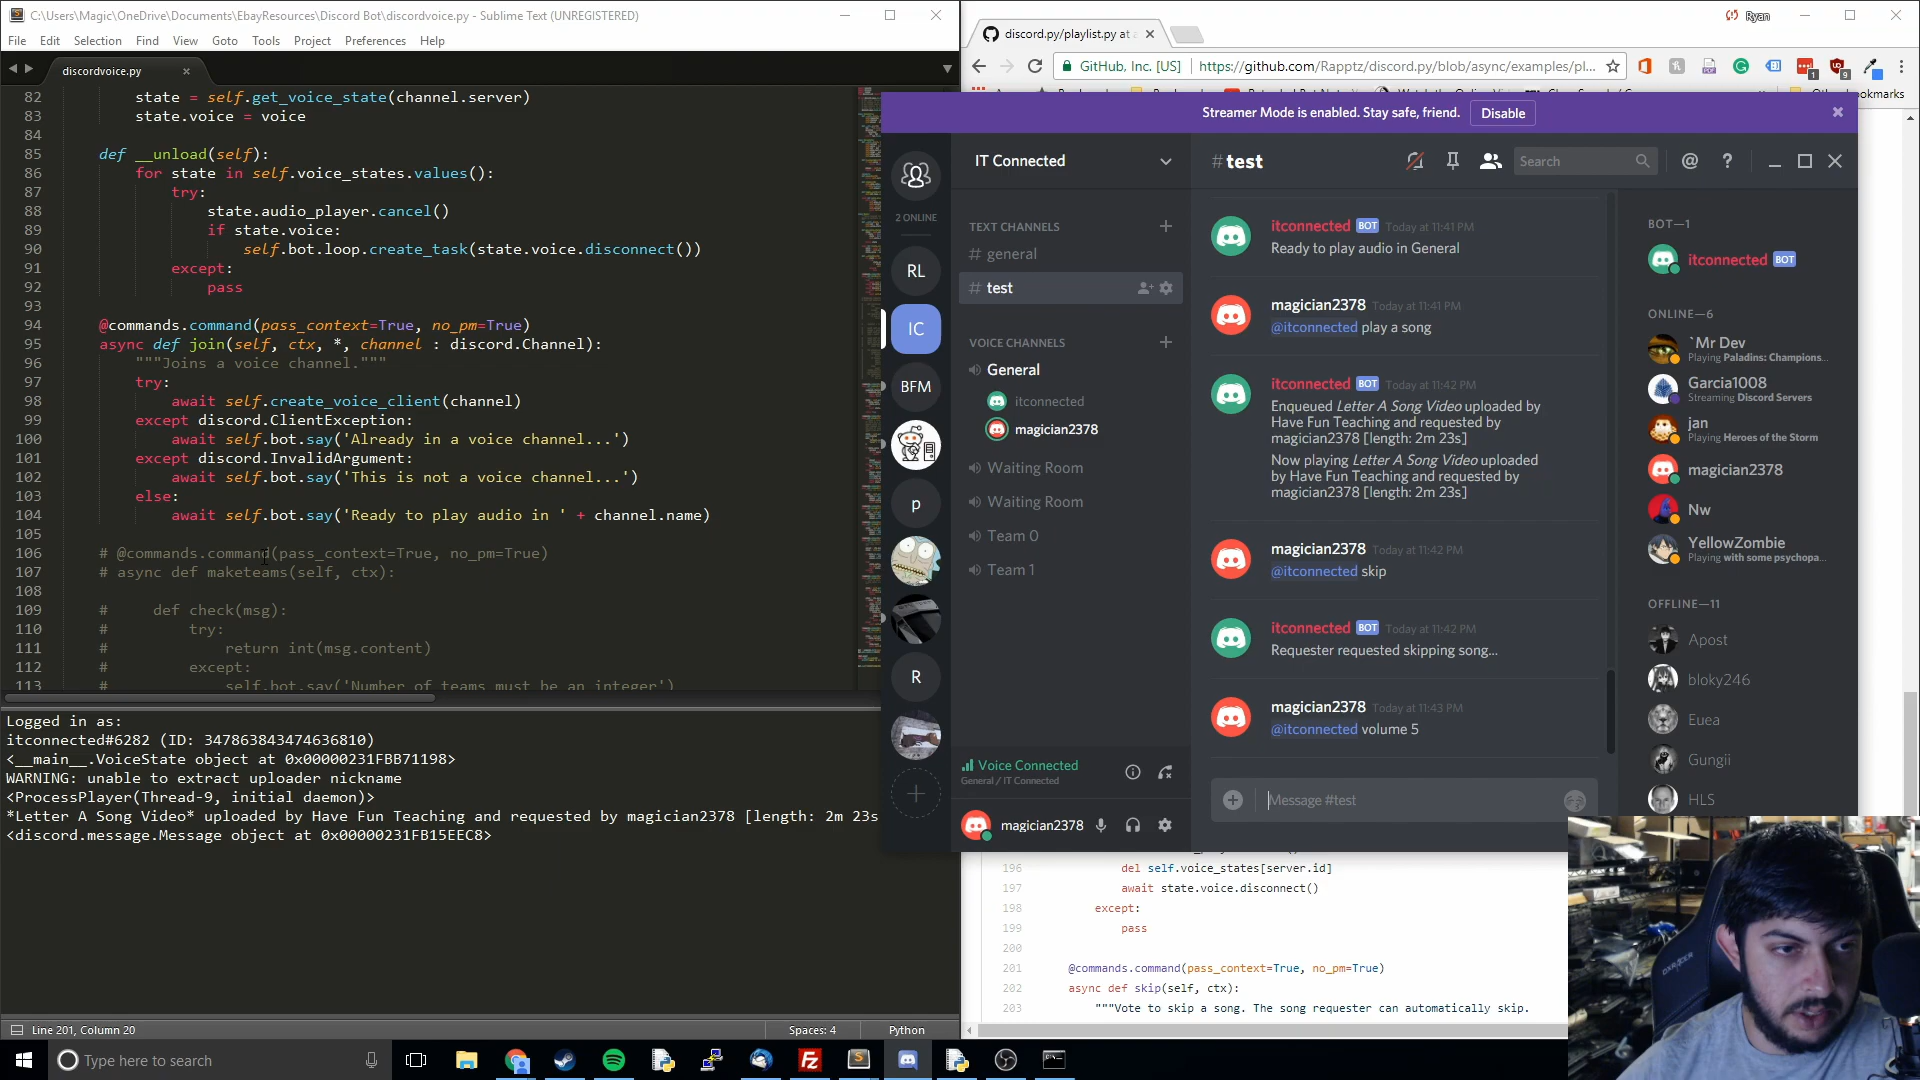 C:\Users\Magic\OneDrive\Documents\EbayResources\Discord Bot\discordvoice.py - Sublime Text (UNREGISTERED)
File Edit Selection Find View Goto Tools Project Preferences Help
discordvoice.py
82 state = self.get_voice_state(channel.server)
83 state.voice = voice
84
85 def __unload(self):
86 for state in self.voice_states.values():
87 try:
88 state.audio_player.cancel()
89 if state.voice:
90 self.bot.loop.create_task(state.voice.disconnect())
91 except:
92 pass
93
94 @commands.command(pass_context=True, no_pm=True)
95 async def join(self, ctx, *, channel : discord.Channel):
96 """Joins a voice channel."""
97 try:
98 await self.create_voice_client(channel)
99 except discord.ClientException:
100 await self.bot.say('Already in a voice channel...')
101 except discord.InvalidArgument:
102 await self.bot.say('This is not a voice channel...')
103 else:
104 await self.bot.say('Ready to play audio in ' + channel.name)
105
106 # @commands.command(pass_context=True, no_pm=True)
107 # async def maketeams(self, ctx):
108
109 # def check(msg):
110 # try:
111 # return int(msg.content)
112 # except:
113 # self.bot.say('Number of teams must be an integer')
Logged in as:
itconnected#6282 (ID: 347863843474636810)
<__main__.VoiceState object at 0x00000231FBB71198>
WARNING: unable to extract uploader nickname
<ProcessPlayer(Thread-9, initial daemon)>
*Letter A Song Video* uploaded by Have Fun Teaching and requested by magician2378 [length: 2m 23s
<discord.message.Message object at 0x00000231FB15EEC8>
Line 201, Column 20
Spaces: 4
Python
discord.py/playlist.py at
Ryan
GitHub, Inc. [US] https://github.com/Rapptz/discord.py/blob/async/examples/pl...
Streamer Mode is enabled. Stay safe, friend. Disable
2 ONLINE
RL
IC
BFM
p
R
IT Connected
TEXT CHANNELS
# general
# test
VOICE CHANNELS
General
itconnected
magician2378
Waiting Room
Waiting Room
Team 0
Team 1
Voice Connected
General / IT Connected
magician2378
#test
Search
itconnected BOT Today at 11:41 PM
Ready to play audio in General
magician2378 Today at 11:41 PM
@itconnected play a song
itconnected BOT Today at 11:42 PM
Enqueued Letter A Song Video uploaded by
Have Fun Teaching and requested by
magician2378 [length: 2m 23s]
Now playing Letter A Song Video uploaded
by Have Fun Teaching and requested by
magician2378 [length: 2m 23s]
magician2378 Today at 11:42 PM
@itconnected skip
itconnected BOT Today at 11:42 PM
Requester requested skipping song...
magician2378 Today at 11:43 PM
@itconnected volume 5
Message #test
BOT—1
itconnected BOT
ONLINE—6
`Mr Dev
Playing Paladins: Champions...
Garcia1008
Streaming Discord Servers
jan
Playing Heroes of the Storm
magician2378
Nw
YellowZombie
Playing with some psychopa...
OFFLINE—11
Apost
bloky246
Euea
Gungii
HLS
196 del self.voice_states[server.id]
197 await state.voice.disconnect()
198 except:
199 pass
200
201 @commands.command(pass_context=True, no_pm=True)
202 async def skip(self, ctx):
203 """Vote to skip a song. The song requester can automatically skip.
Type here to search